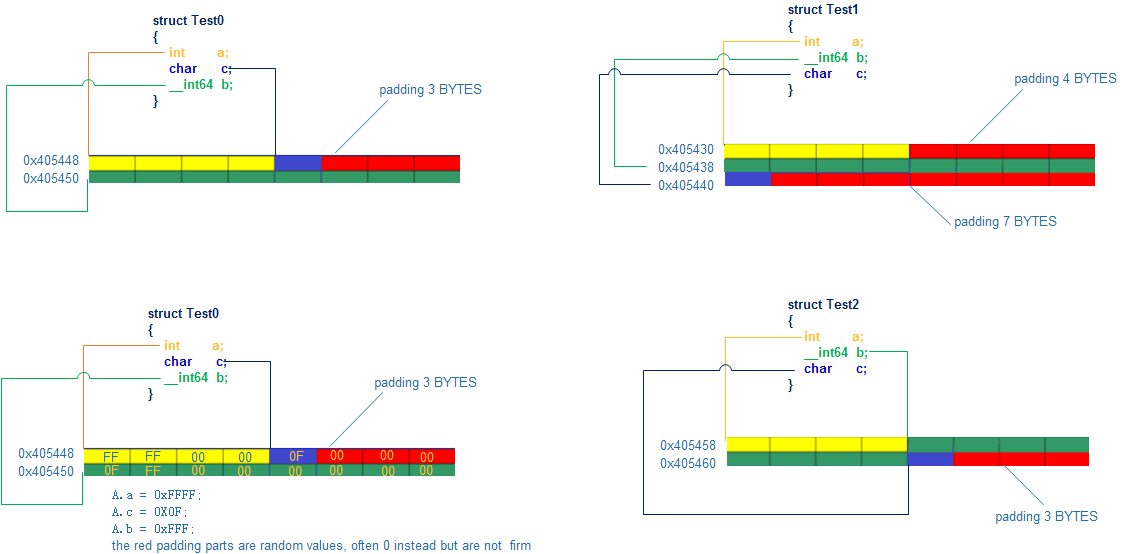 struct Test0
{
int a;
char c;
__int64 b;
}
padding 3 BYTES
0x405448
0x405450
struct Test1
{
int a;
__int64 b;
char c;
}
padding 4 BYTES
0x405430
0x405438
0x405440
padding 7 BYTES
struct Test0
{
int a;
char c;
__int64 b;
}
padding 3 BYTES
0x405448 FF FF 00 00 0F 00 00 00
0x405450 0F FF 00 00 00 00 00 00
A.a = 0xFFFF;
A.c = 0X0F;
A.b = 0xFFF;
the red padding parts are random values, often 0 instead but are not firm
struct Test2
{
int a;
__int64 b;
char c;
}
0x405458
0x405460
padding 3 BYTES